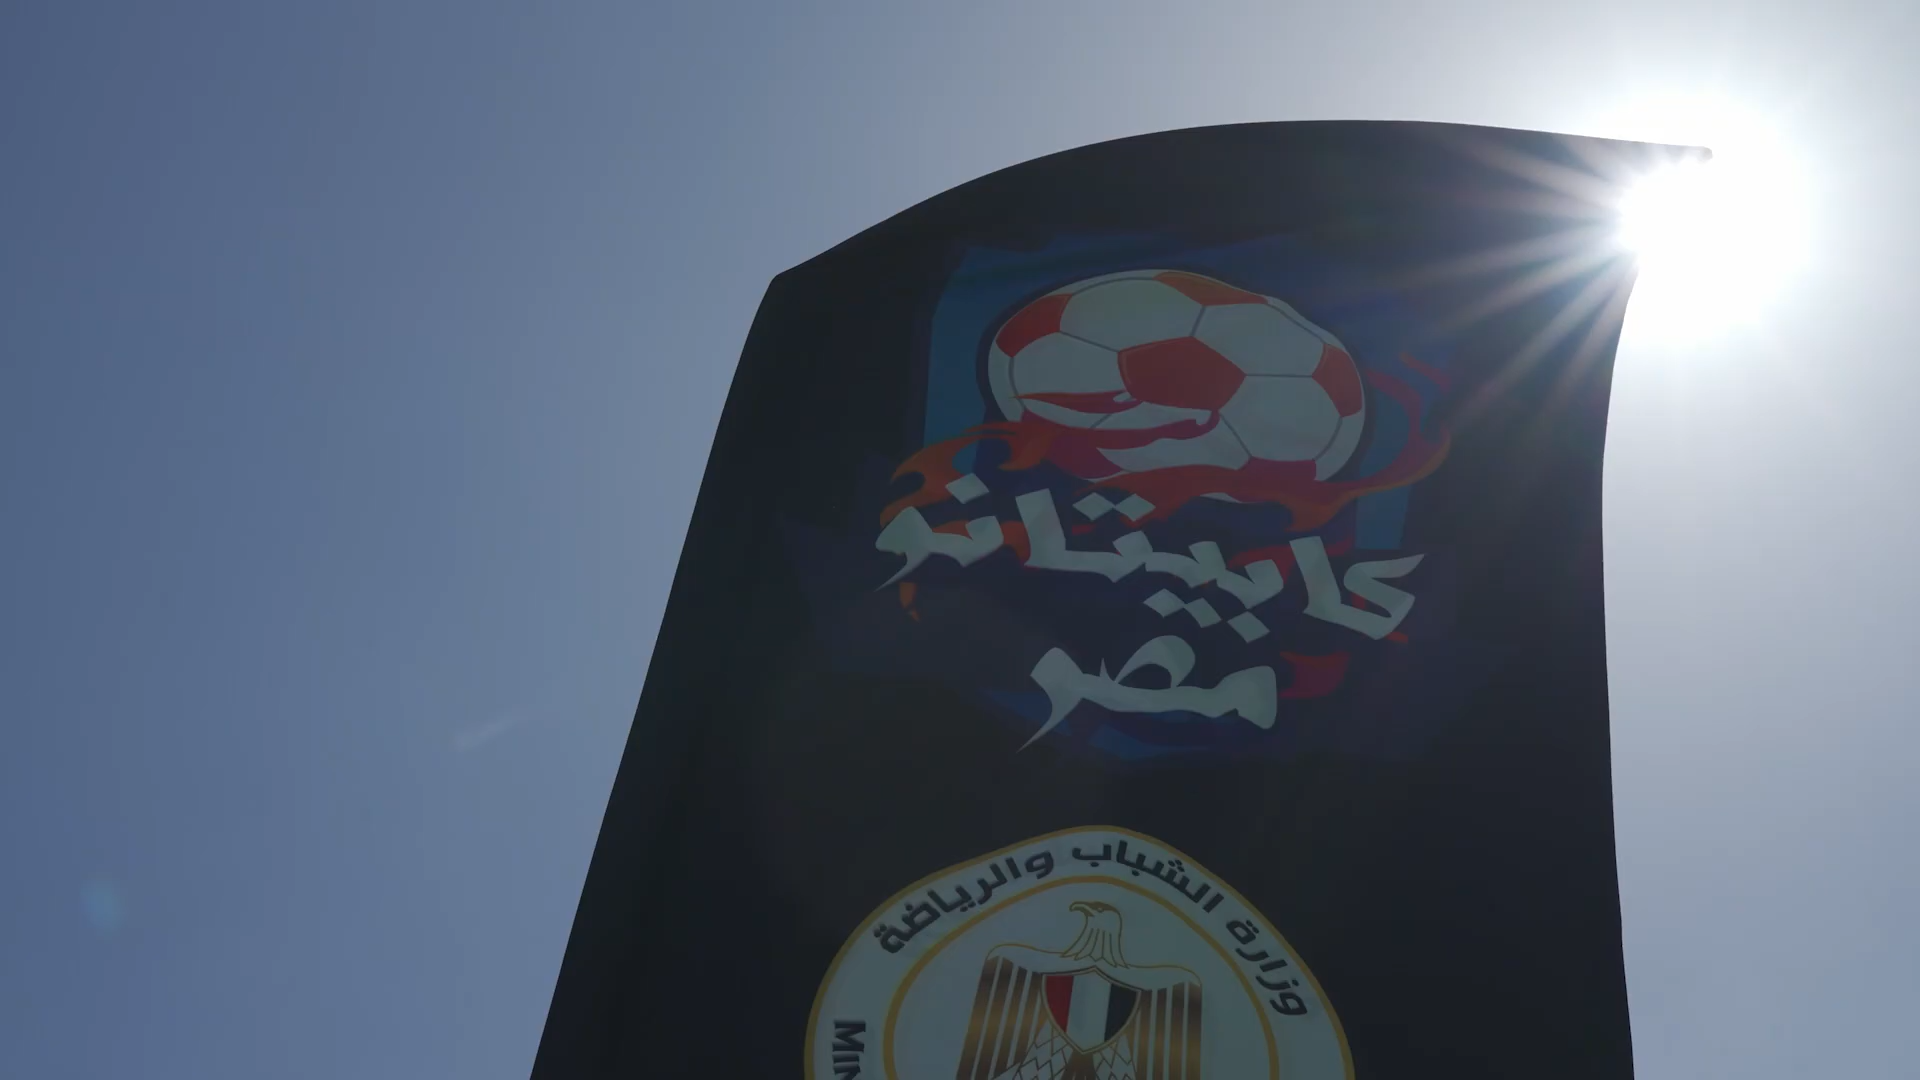 كابيتانو
مصر
وزارة الشباب والرياضة